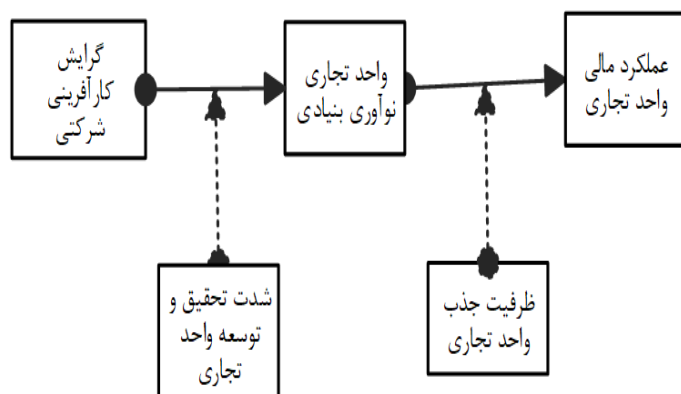 گرایش
کارآفرینی
شرکتی
واحد تجاری
نوآوری بنیادی
عملکرد مالی
واحد تجاری
شدت تحقیق و
توسعه واحد
تجاری
ظرفیت جذب
واحد تجاری